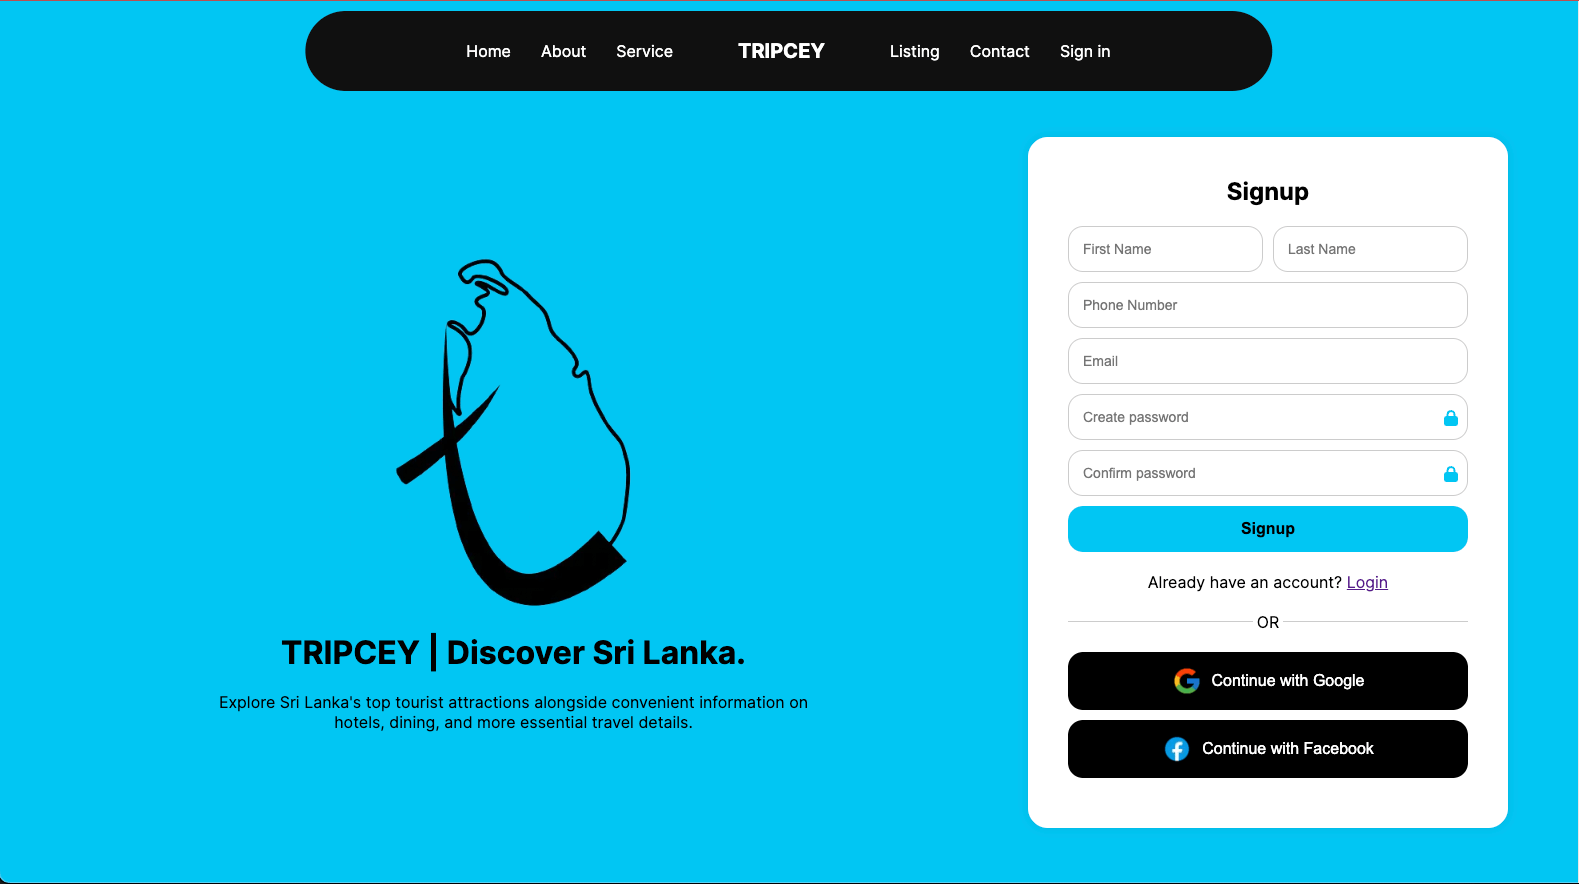 Home About Service TRIPCEY Listing Contact Sign in
TRIPCEY | Discover Sri Lanka.
Explore Sri Lanka's top tourist attractions alongside convenient information on
hotels, dining, and more essential travel details.
Signup
First Name Last Name
Phone Number
Email
Create password
Confirm password
Signup
Already have an account? Login
OR
Continue with Google
Continue with Facebook